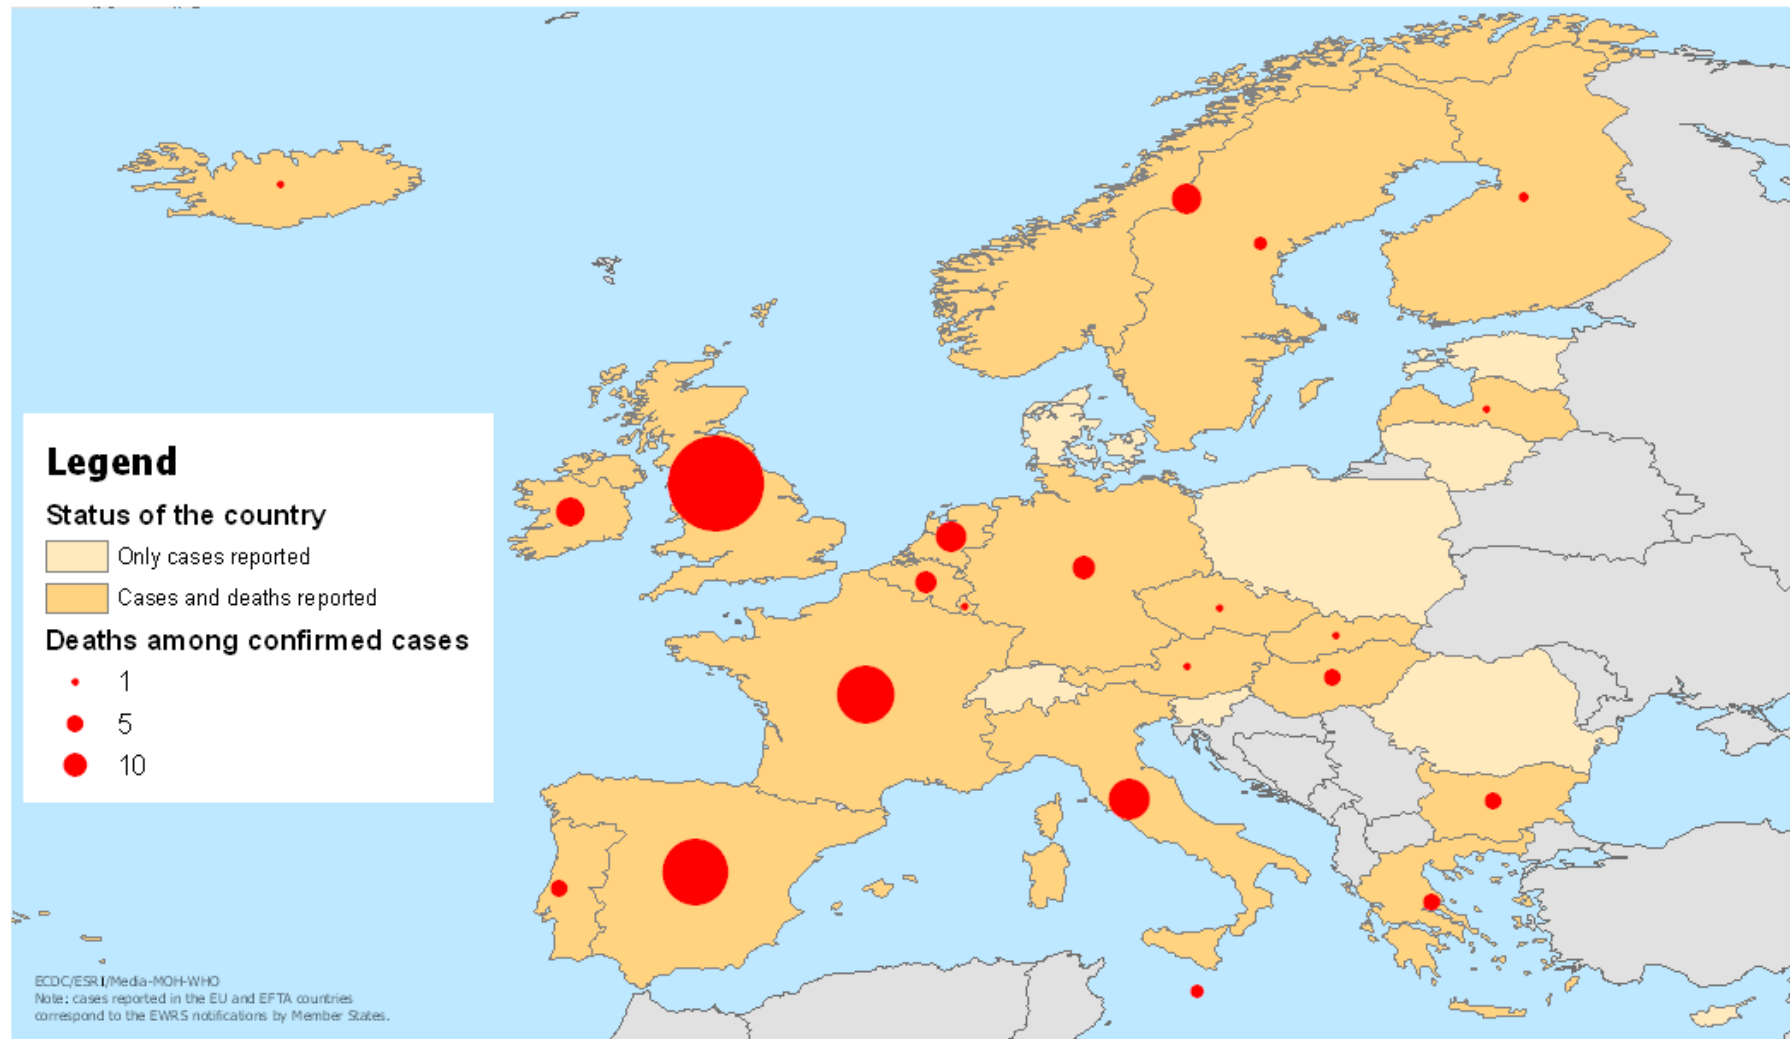 Legend
Status of the country
Only cases reported
Cases and deaths reported
Deaths among confirmed cases
1
5
10
ECDC/ESRI/Media-MOH-WHO
Note: cases reported in the EU and EFTA countries
correspond to the EWRS notifications by Member States.